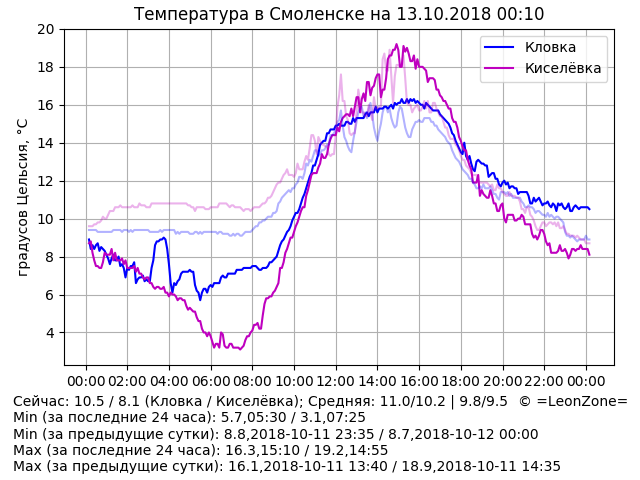 Температура в Смоленске на 13.10.2018 00:10
20
18
16
14
12
10
8
6
4
градусов Цельсия, °C
Кловка
Киселёвка
00:00 02:00 04:00 06:00 08:00 10:00 12:00 14:00 16:00 18:00 20:00 22:00 00:00
Сейчас: 10.5 / 8.1 (Кловка / Киселёвка); Средняя: 11.0/10.2 | 9.8/9.5 © =LeonZone=
Min (за последние 24 часа): 5.7,05:30 / 3.1,07:25
Min (за предыдущие сутки): 8.8,2018-10-11 23:35 / 8.7,2018-10-12 00:00
Max (за последние 24 часа): 16.3,15:10 / 19.2,14:55
Max (за предыдущие сутки): 16.1,2018-10-11 13:40 / 18.9,2018-10-11 14:35